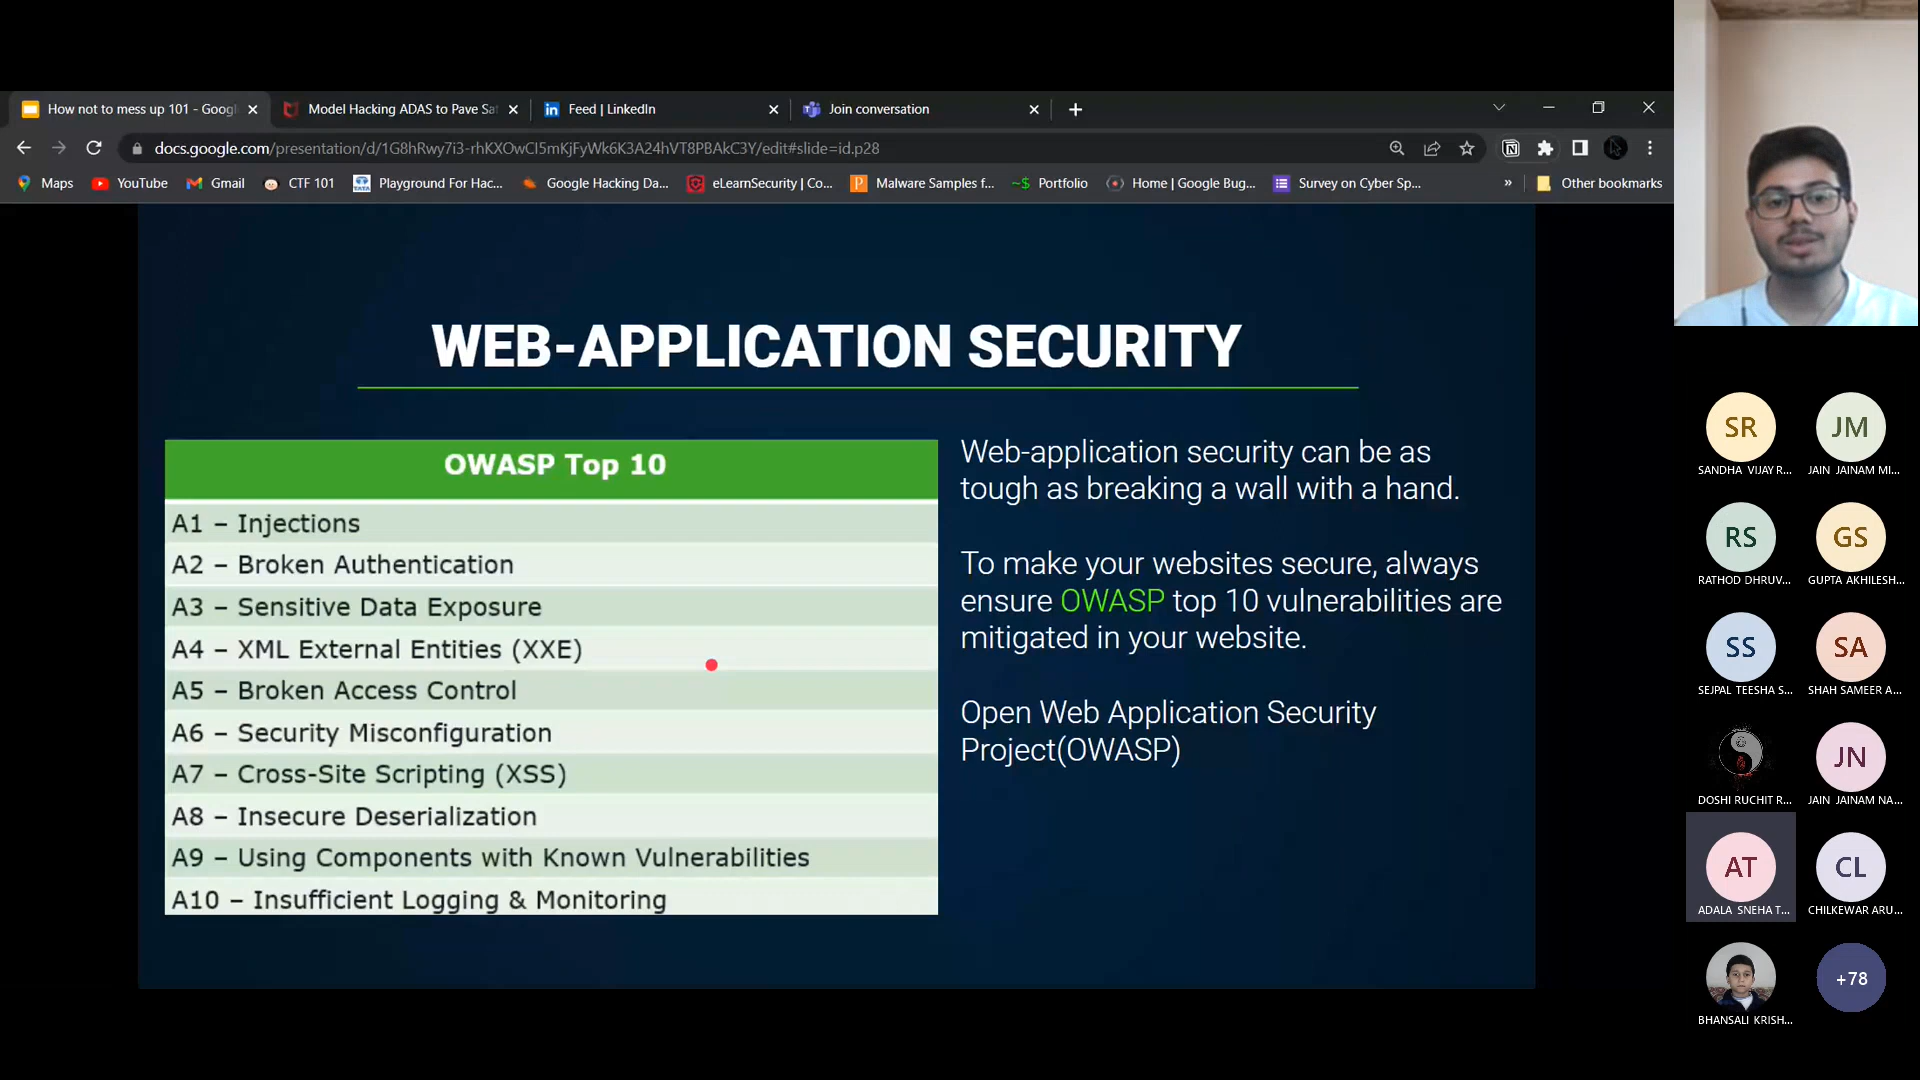 How not to mess up 101 - Goog
Model Hacking ADAS to Pave Sa
Feed | LinkedIn
Join conversation
docs.google.com/presentation/d/1G8hRwy7i3-rhKXOwCI5mKjFyWk6K3A24hVT8PBAkC3Y/edit#slide=id.p28
Maps
YouTube
Gmail
CTF 101
Playground For Hac...
Google Hacking Da...
eLearnSecurity | Co...
Malware Samples f...
Portfolio
Home | Google Bug...
Survey on Cyber Sp...
»
Other bookmarks
WEB-APPLICATION SECURITY
OWASP Top 10
A1 – Injections
A2 – Broken Authentication
A3 – Sensitive Data Exposure
A4 – XML External Entities (XXE)
A5 – Broken Access Control
A6 – Security Misconfiguration
A7 – Cross-Site Scripting (XSS)
A8 – Insecure Deserialization
A9 – Using Components with Known Vulnerabilities
A10 – Insufficient Logging & Monitoring
Web-application security can be as
tough as breaking a wall with a hand.
To make your websites secure, always
ensure OWASP top 10 vulnerabilities are
mitigated in your website.
Open Web Application Security
Project(OWASP)
SR
SANDHA VIJAY R...
JM
JAIN JAINAM MI...
RS
RATHOD DHRUV...
GS
GUPTA AKHILESH...
SS
SEJPAL TEESHA S...
SA
SHAH SAMEER A...
DOSHI RUCHIT R...
JN
JAIN JAINAM NA...
AT
ADALA SNEHA T...
CL
CHILKEWAR ARU...
BHANSALI KRISH...
+78